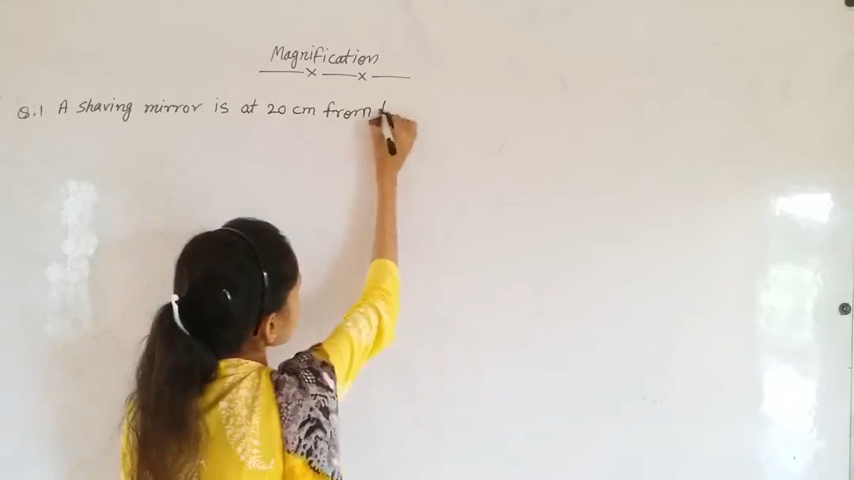 Magnification
Q.1 A shaving mirror is at 20 cm from